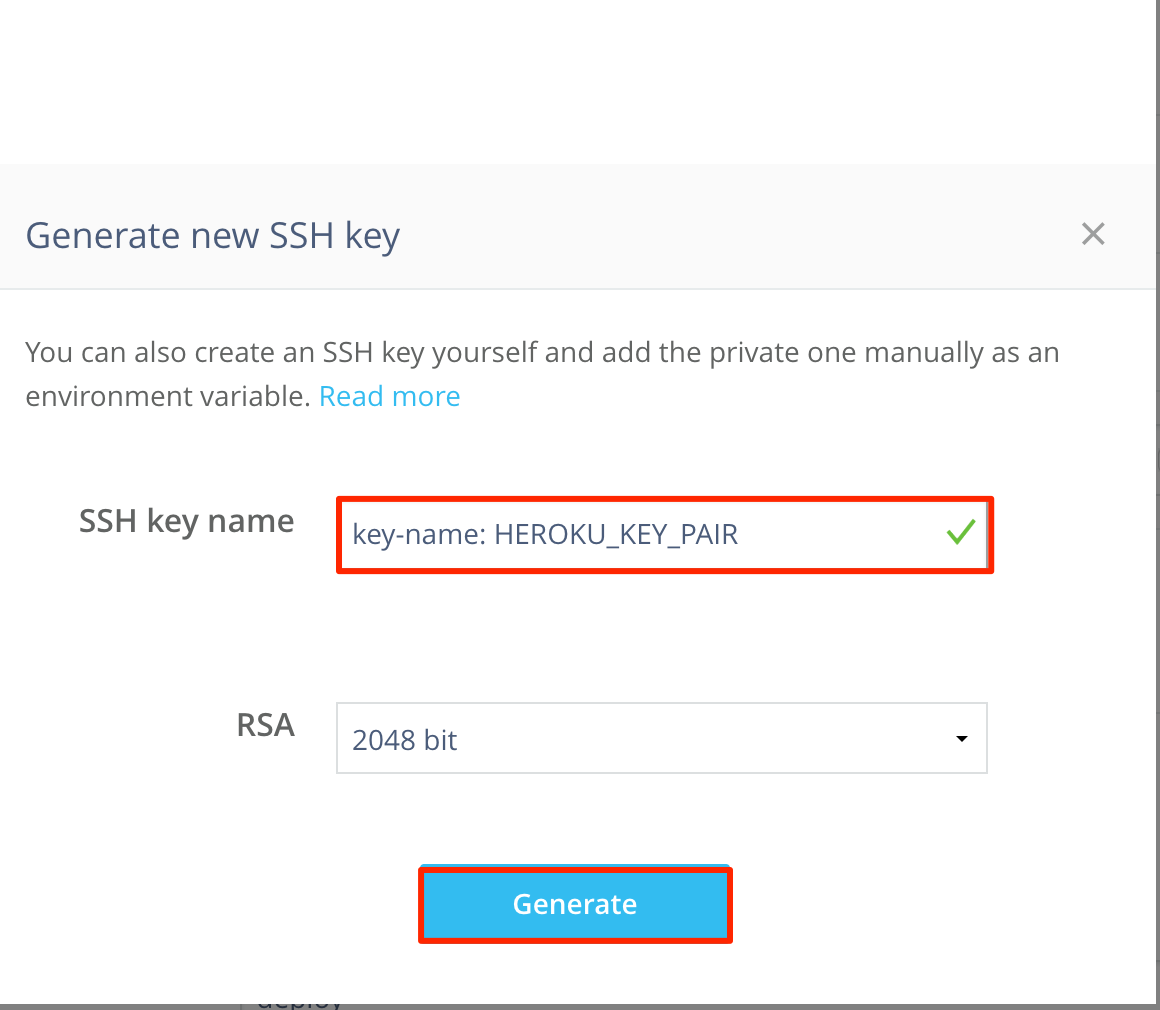 Generate new SSH key
You can also create an SSH key yourself and add the private one manually as an
environment variable. Read more
SSH key name
key-name: HEROKU_KEY_PAIR
RSA
2048 bit
Generate
deploy